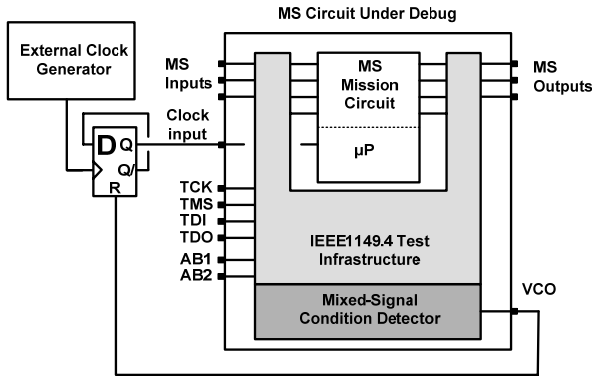 MS Circuit Under Debug
External Clock
Generator
MS
Inputs
MS
Mission
Circuit
MS
Outputs
Clock
input
D Q
Q/
R
µP
TCK
TMS
TDI
TDO
AB1
AB2
IEEE1149.4 Test
Infrastructure
VCO
Mixed-Signal
Condition Detector